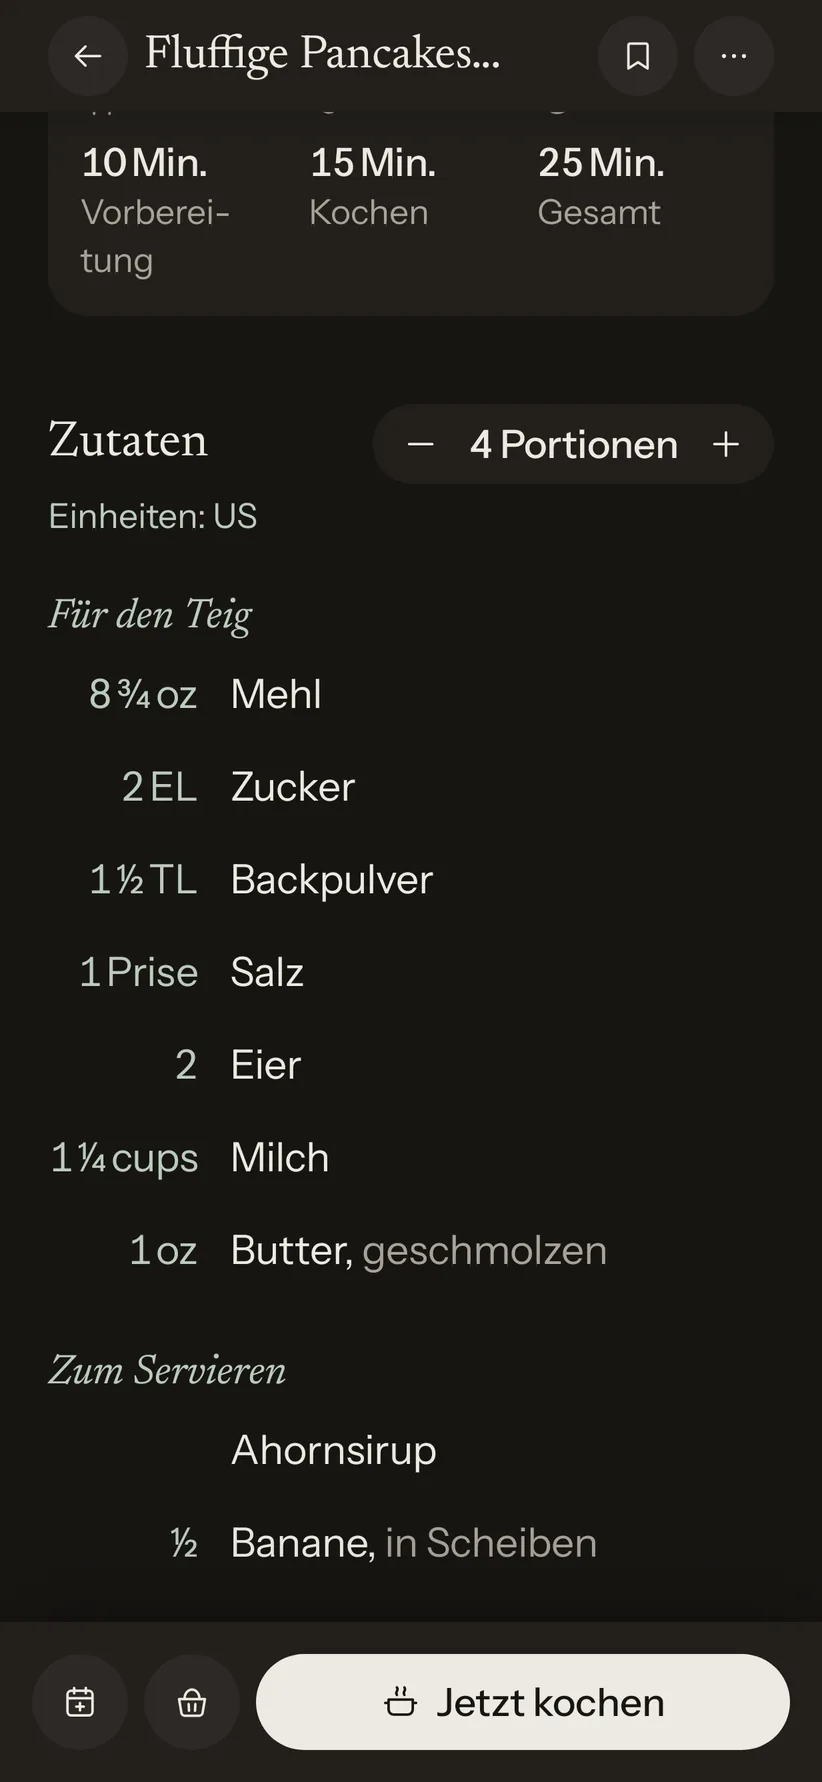 Fluffige Pancakes...
10 Min.
15 Min.
25 Min.
Vorberei-
tung
Kochen
Gesamt
Zutaten
4 Portionen
Einheiten: US
Für den Teig
8 ¾ oz Mehl
2 EL Zucker
1 ½ TL Backpulver
1 Prise Salz
2 Eier
1 ¼ cups Milch
1 oz Butter, geschmolzen
Zum Servieren
Ahornsirup
½ Banane, in Scheiben
Jetzt kochen